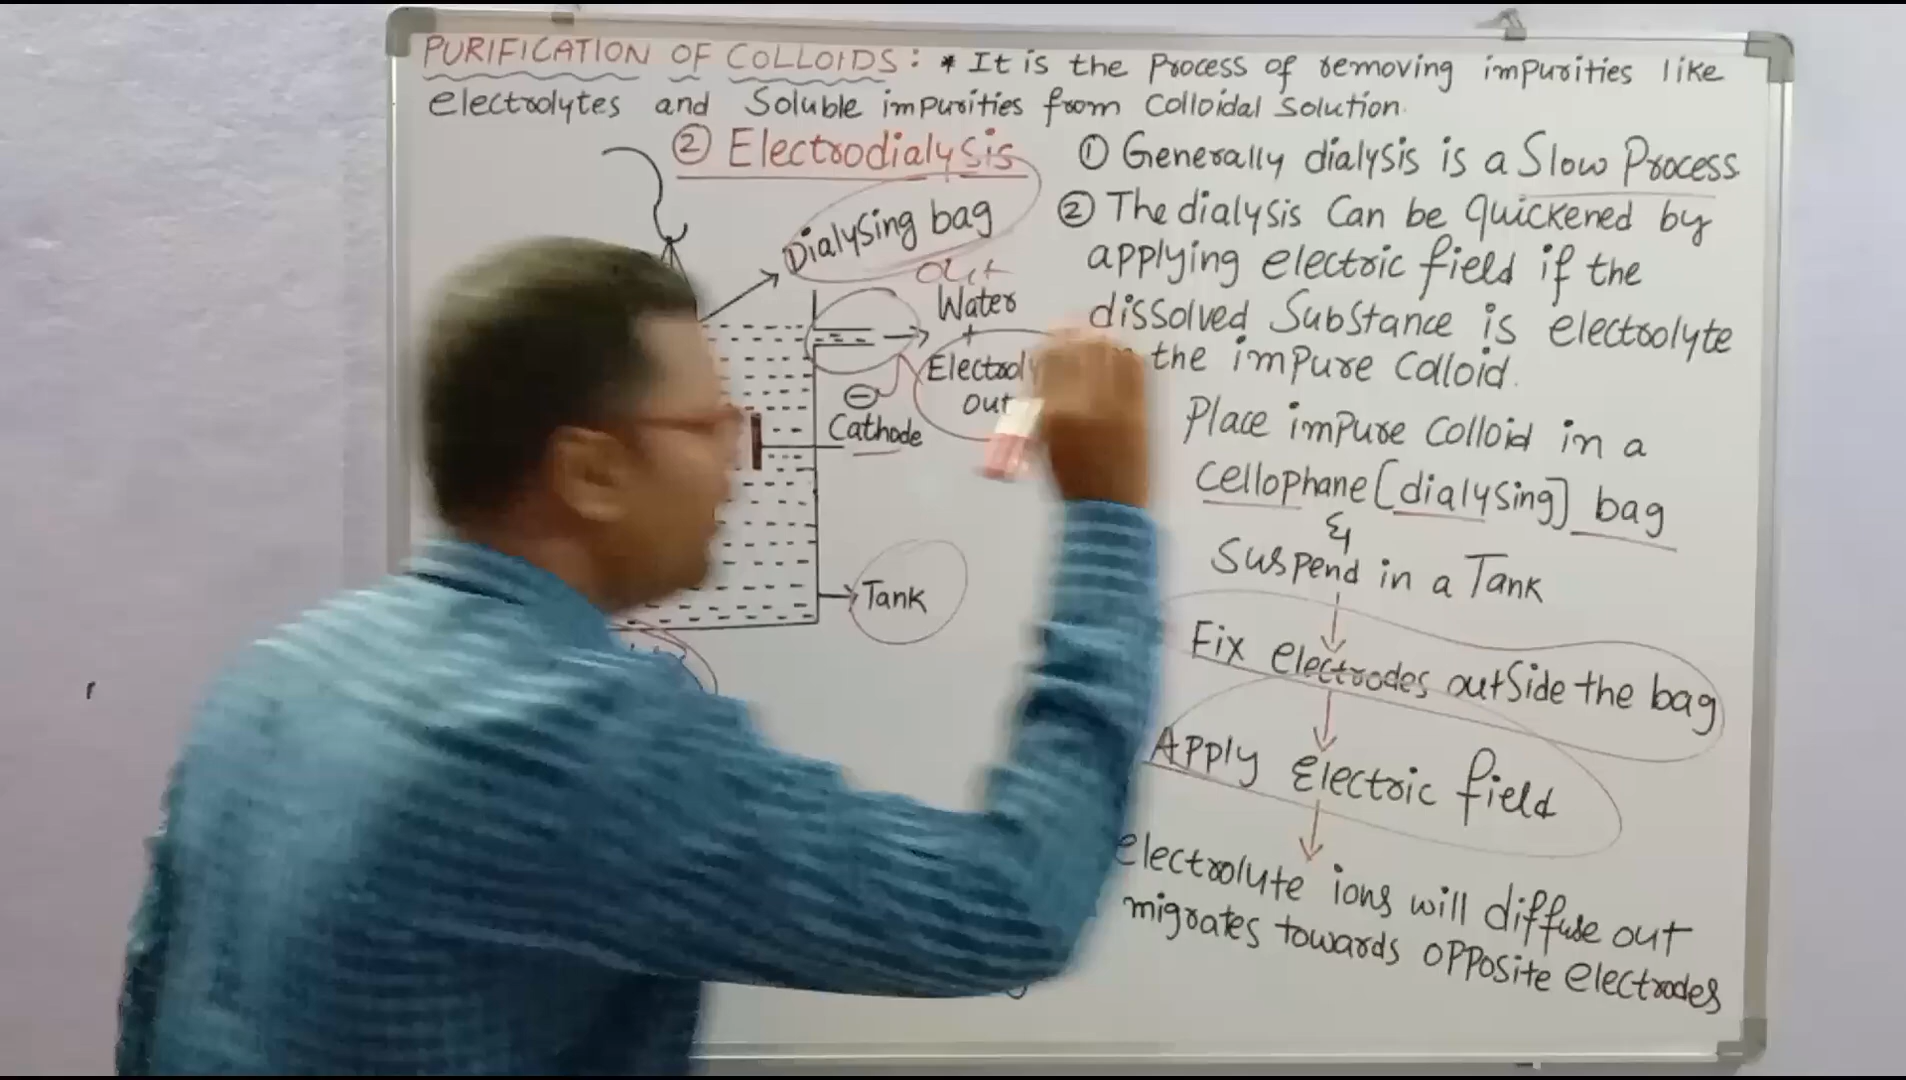 PURIFICATION OF COLLOIDS: * It is the Process of removing impurities like
electrolytes and Soluble impurities from Colloidal Solution.
② Electrodialysis
Dialysing bag
out
Water
+
out
⊖
Cathode
Tank
① Generally dialysis is a Slow Process
② The dialysis Can be quickened by
applying electric field if the
dissolved Substance is electrolyte
the impure Colloid.
Place impure Colloid in a
Cellophane [dialysing] bag
&
Suspend in a Tank
Fix electrodes outside the bag
Apply Electric field
electrolyte ions will diffuse out
migrates towards opposite electrodes